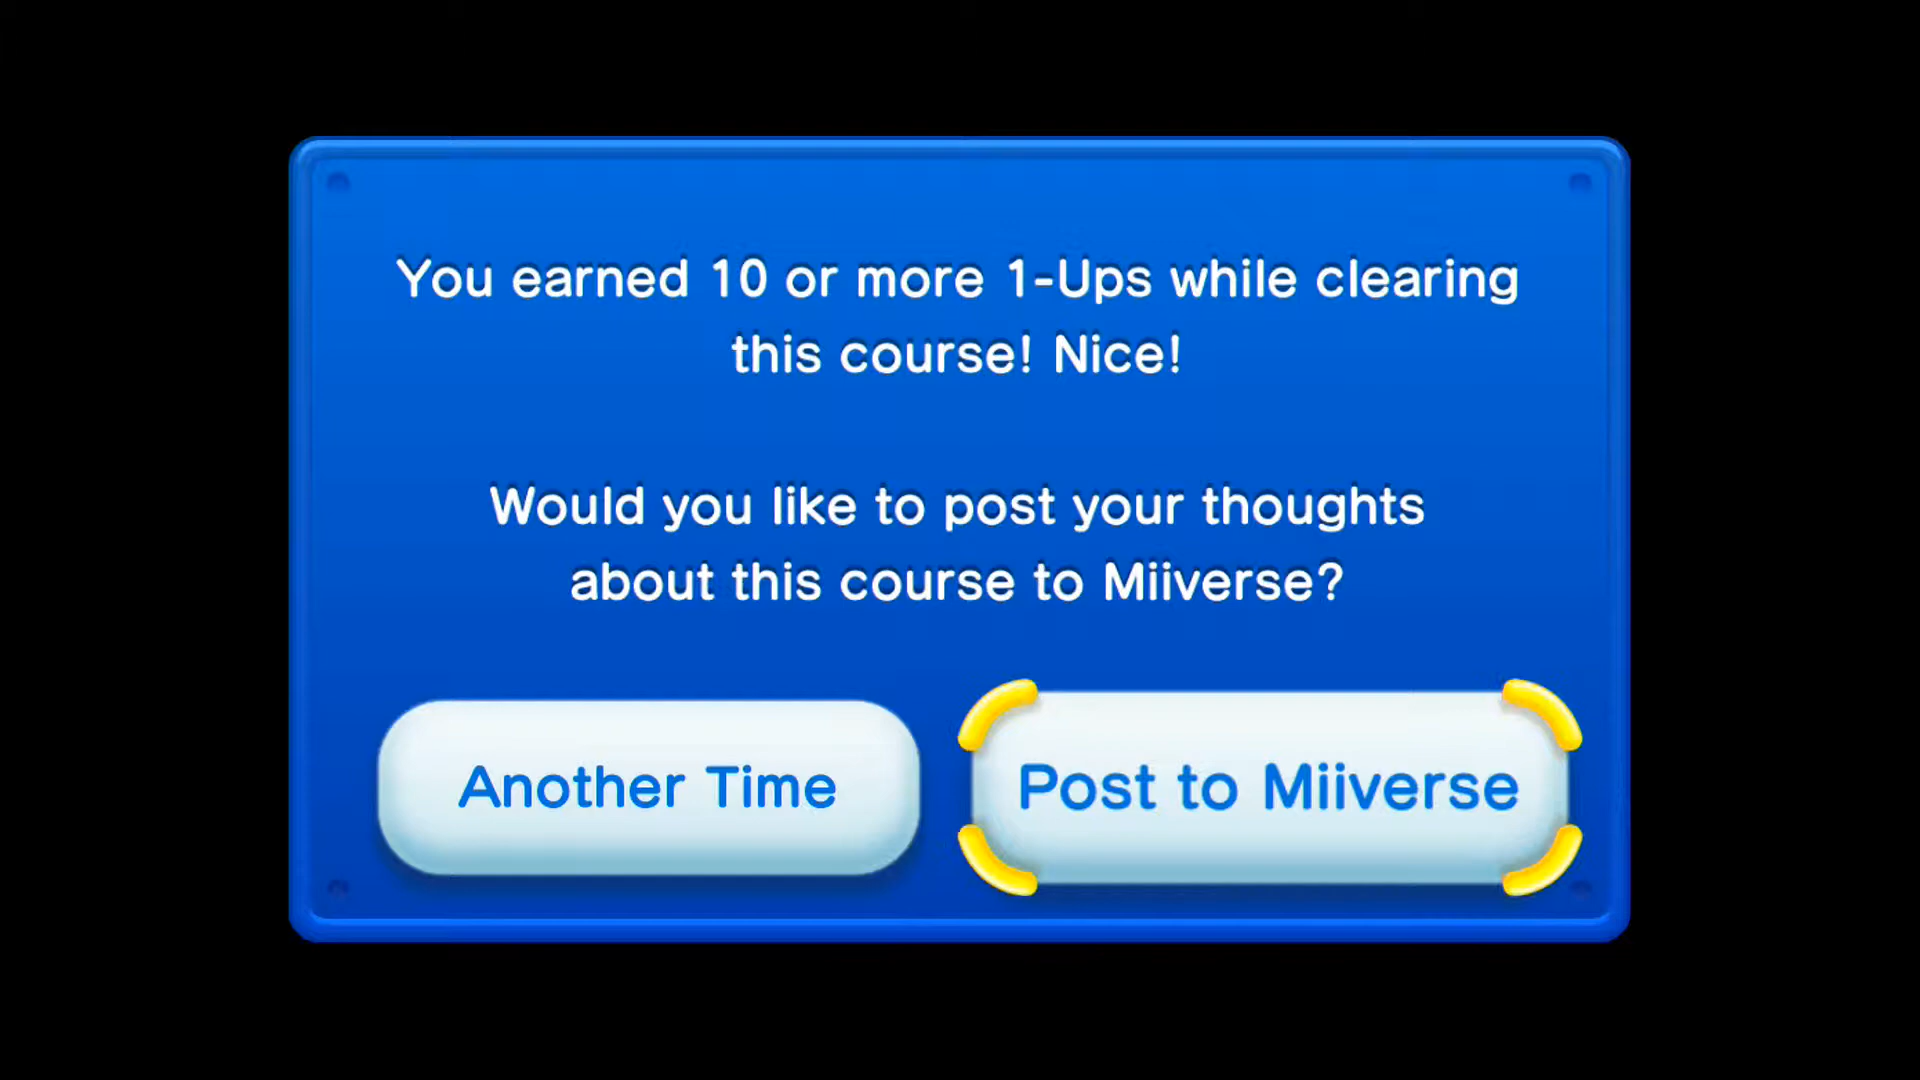 You earned 10 or more 1-Ups while clearing
this course! Nice!
Would you like to post your thoughts
about this course to Miiverse?
Another Time
Post to Miiverse